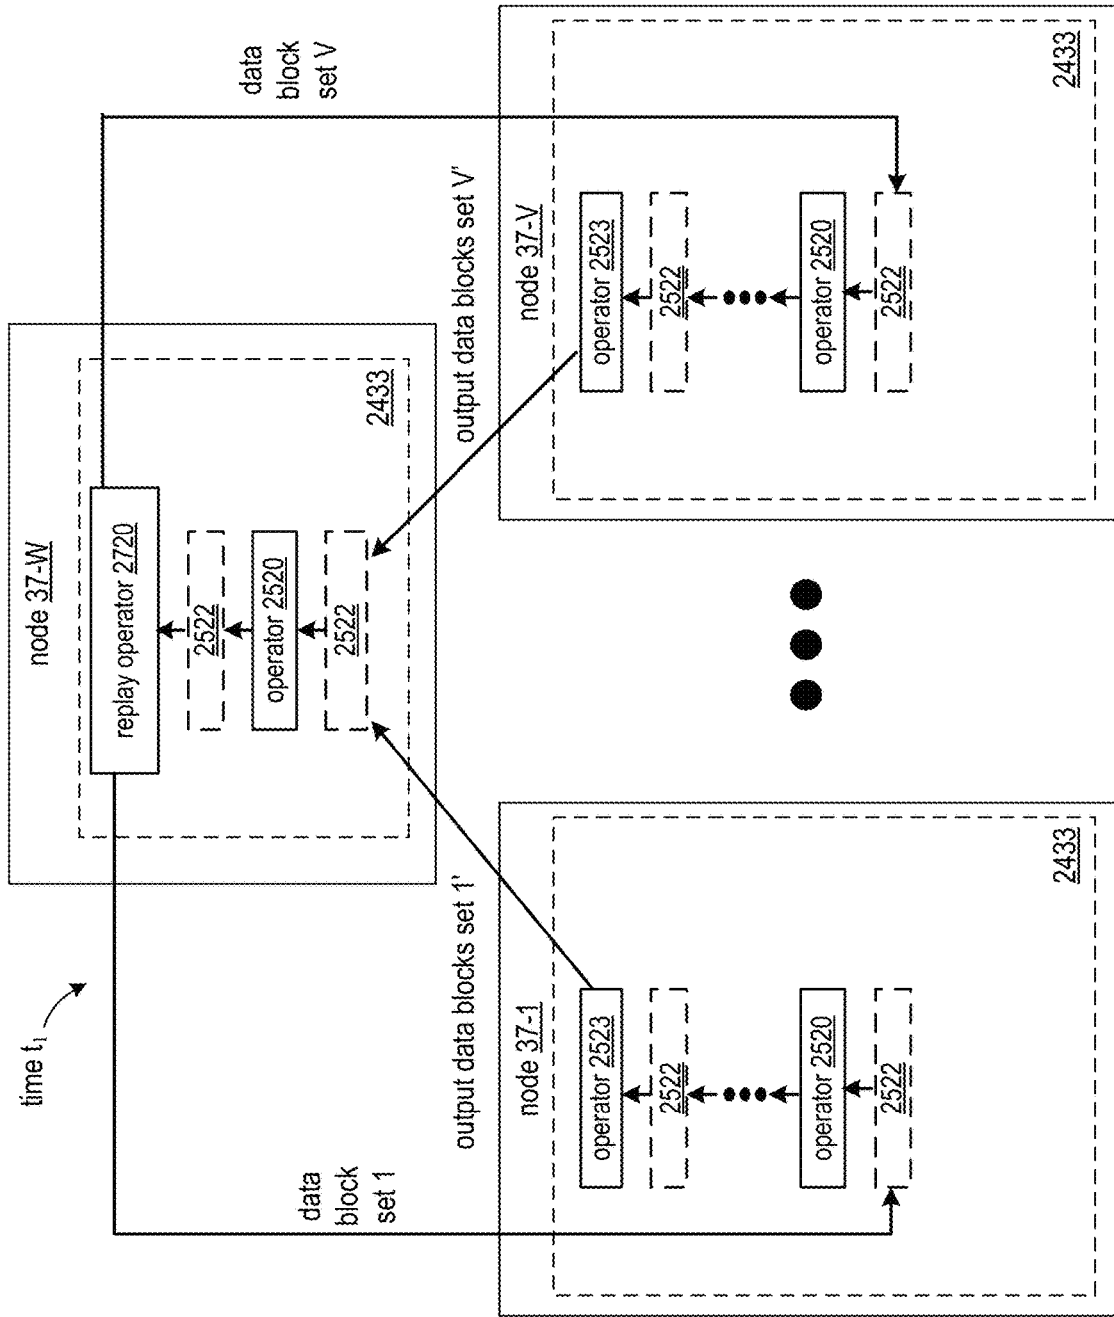 time t1
node 37-W
replay operator 2720
2522
operator 2520
2522
2433
data
block
set 1
data
block
set V
output data blocks set 1'
output data blocks set V'
node 37-1
operator 2523
2522
operator 2520
2522
2433
node 37-V
operator 2523
2522
operator 2520
2522
2433